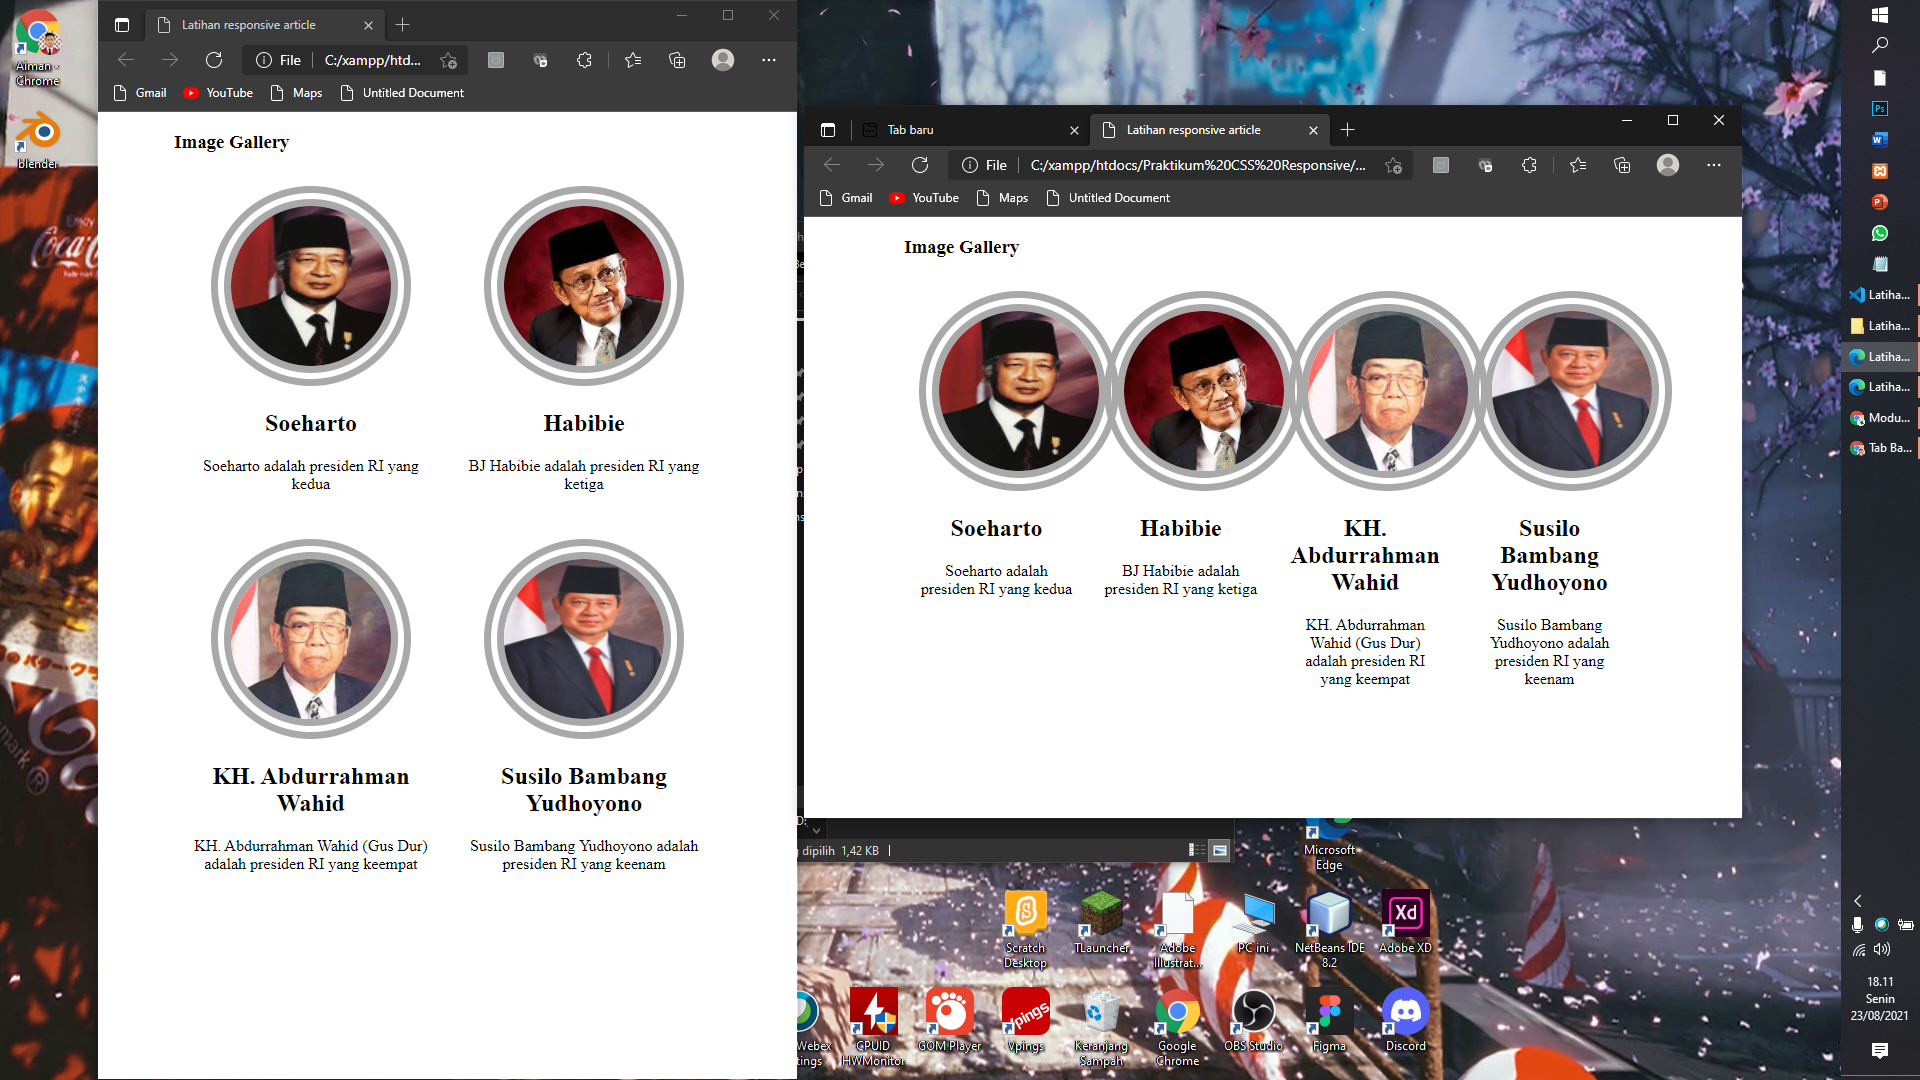 Aiman - Chrome
blender
Latihan responsive article
File
C:/xampp/htd...
Gmail
YouTube
Maps
Untitled Document
Image Gallery
Soeharto
Soeharto adalah presiden RI yang
kedua
Habibie
BJ Habibie adalah presiden RI yang
ketiga
KH. Abdurrahman
Wahid
KH. Abdurrahman Wahid (Gus Dur)
adalah presiden RI yang keempat
Susilo Bambang
Yudhoyono
Susilo Bambang Yudhoyono adalah
presiden RI yang keenam
Tab baru
Latihan responsive article
File
C:/xampp/htdocs/Praktikum%20CSS%20Responsive/...
Gmail
YouTube
Maps
Untitled Document
Image Gallery
Soeharto
Soeharto adalah
presiden RI yang kedua
Habibie
BJ Habibie adalah
presiden RI yang ketiga
KH.
Abdurrahman
Wahid
KH. Abdurrahman
Wahid (Gus Dur)
adalah presiden RI
yang keempat
Susilo
Bambang
Yudhoyono
Susilo Bambang
Yudhoyono adalah
presiden RI yang
keenam
dipilih 1,42 KB
Microsoft
Edge
Scratch
Desktop
TLauncher
Adobe
Illustrat...
PC ini
NetBeans IDE
8.2
Adobe XD
Webex
CPUID
HWMonitor
GOM Player
Vpings
Keranjang
Sampah
Google
Chrome
OBS Studio
Figma
Discord
Latiha...
Latiha...
Latiha...
Latiha...
Modu...
Tab Ba...
18.11
Senin
23/08/2021